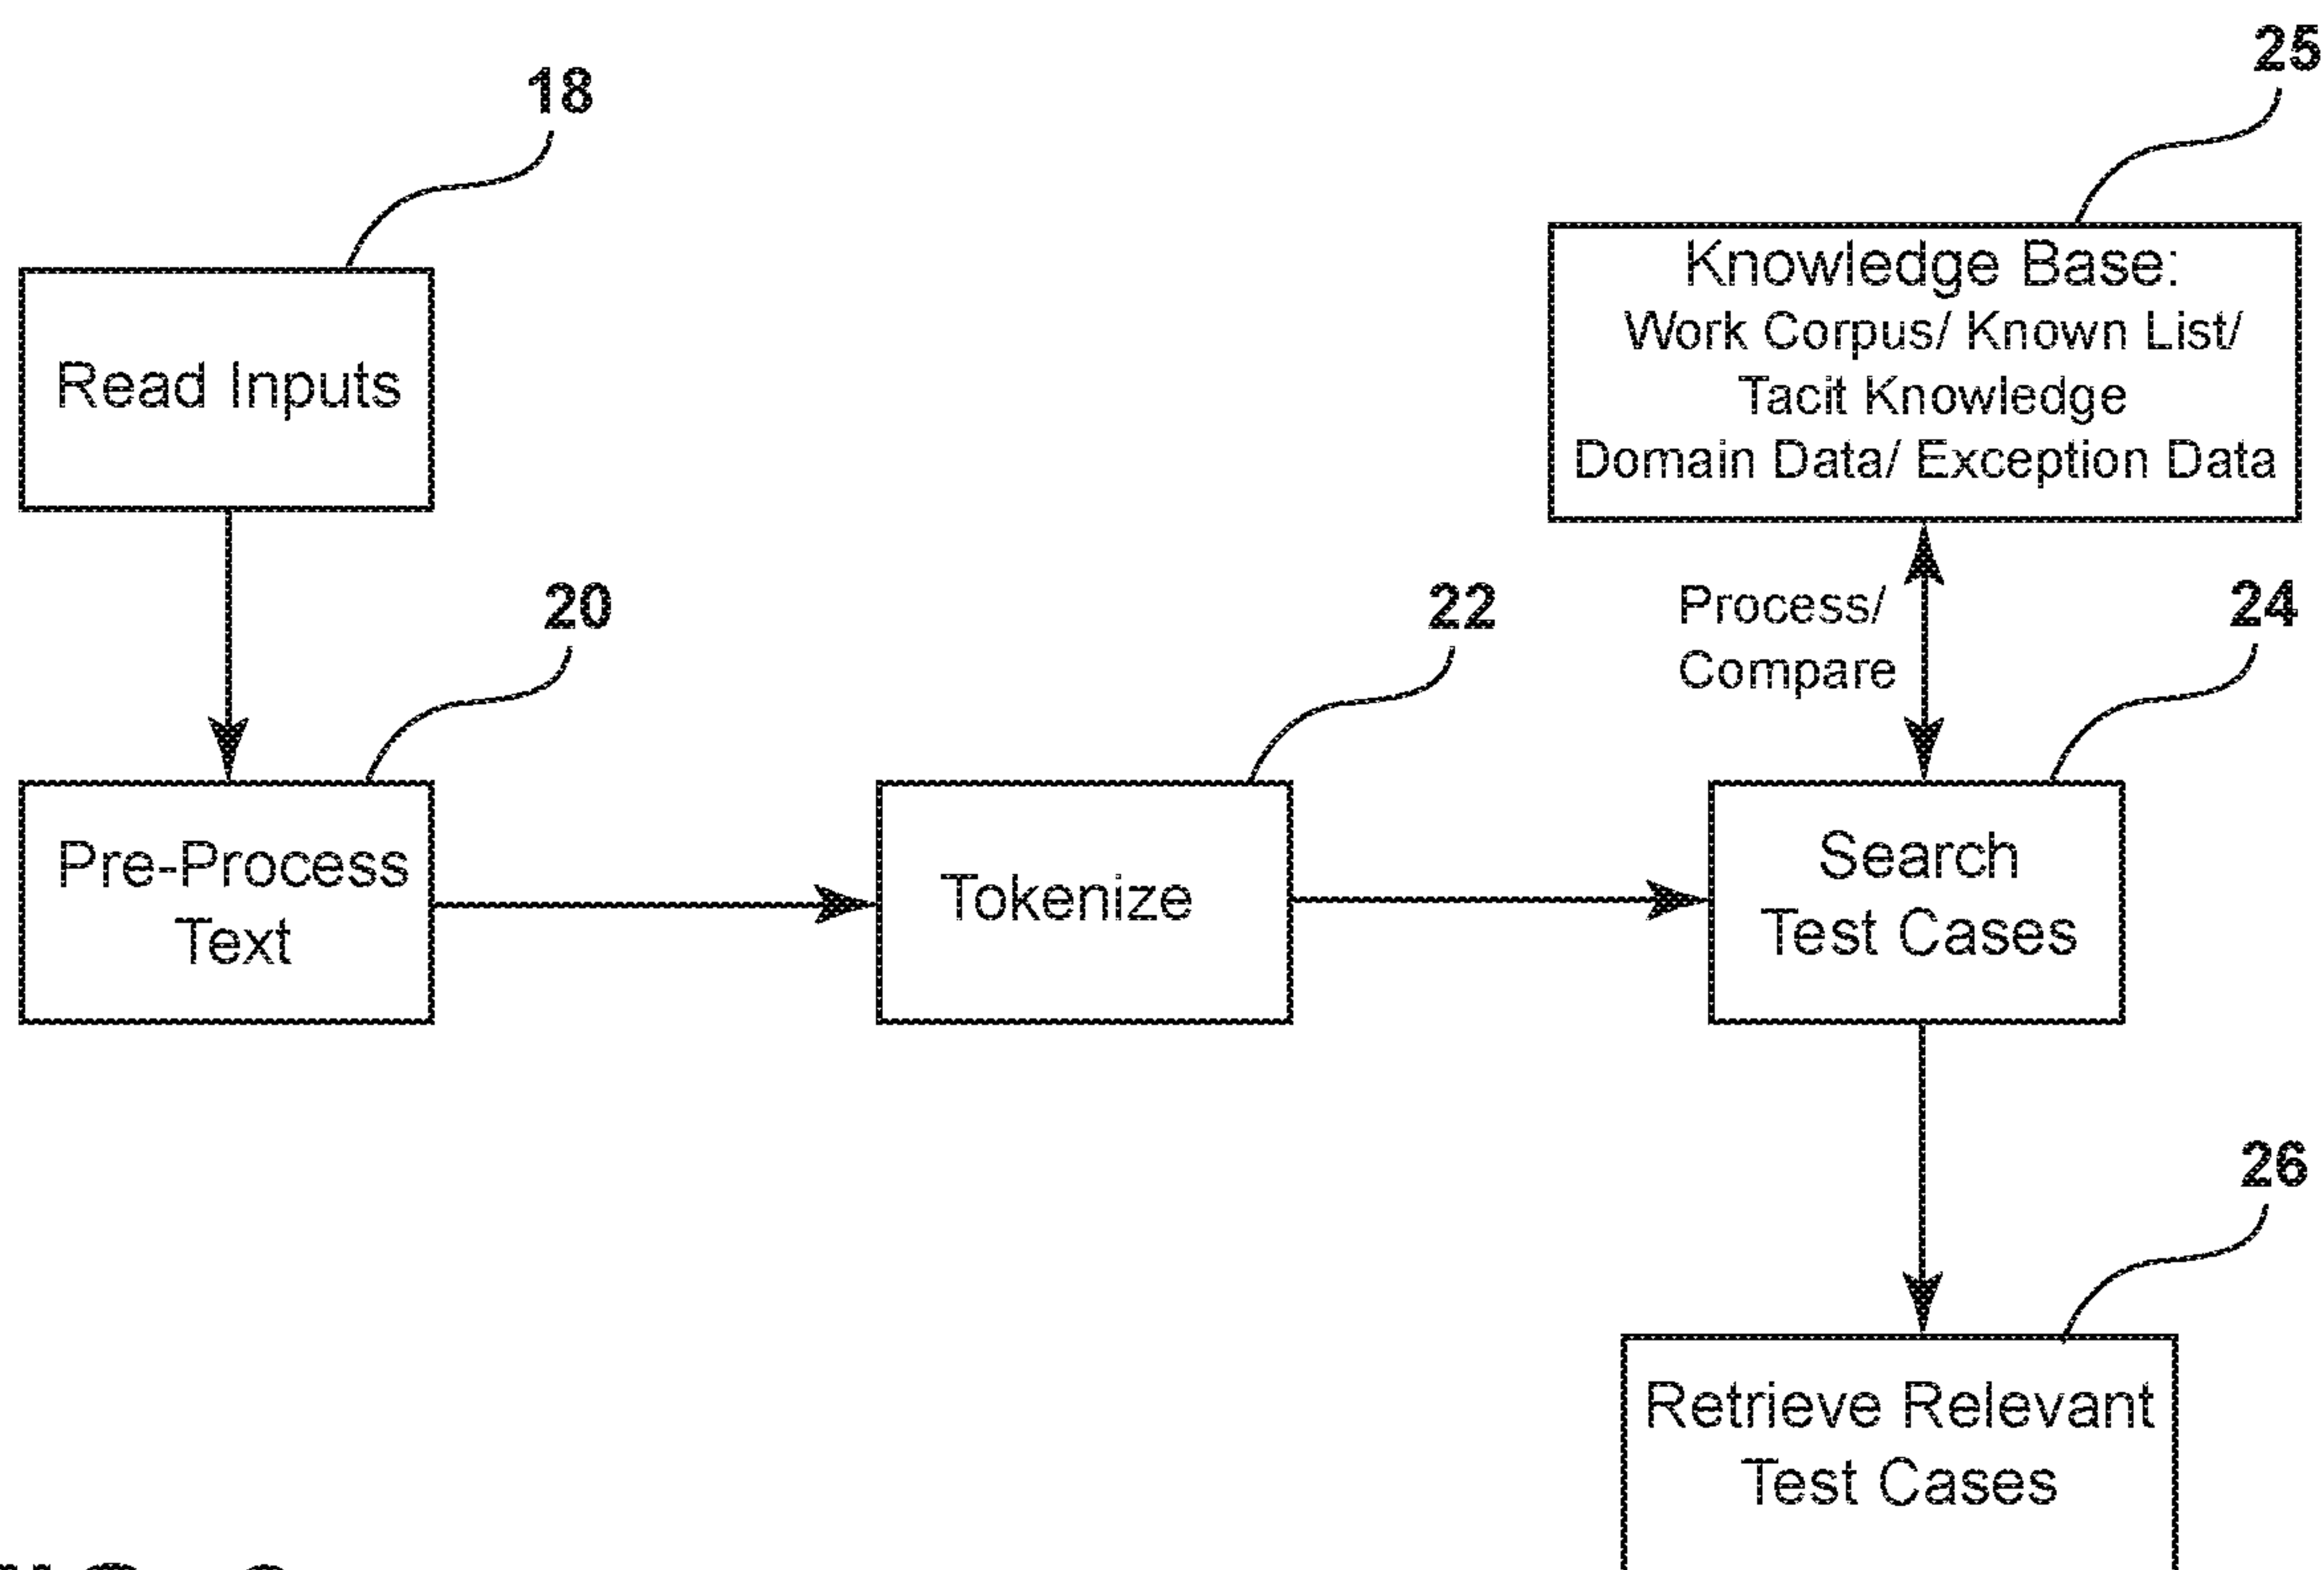 18
25
Read Inputs
Knowledge Base:
Work Corpus/ Known List/
Tacit Knowledge
Domain Data/ Exception Data
20
22
Process/
Compare
24
Pre-Process
Text
Tokenize
Search
Test Cases
26
Retrieve Relevant
Test Cases